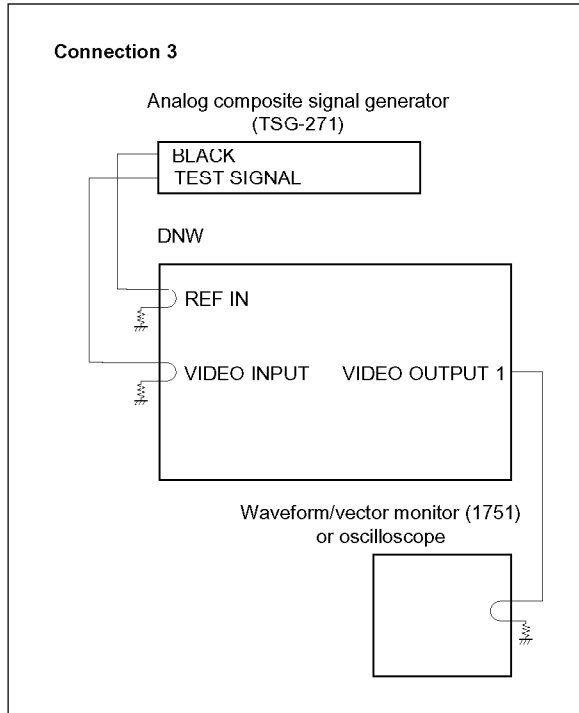 Connection 3
Analog composite signal generator
(TSG-271)
BLACK
TEST SIGNAL
DNW
REF IN
VIDEO INPUT VIDEO OUTPUT 1
Waveform/vector monitor (1751)
or oscilloscope